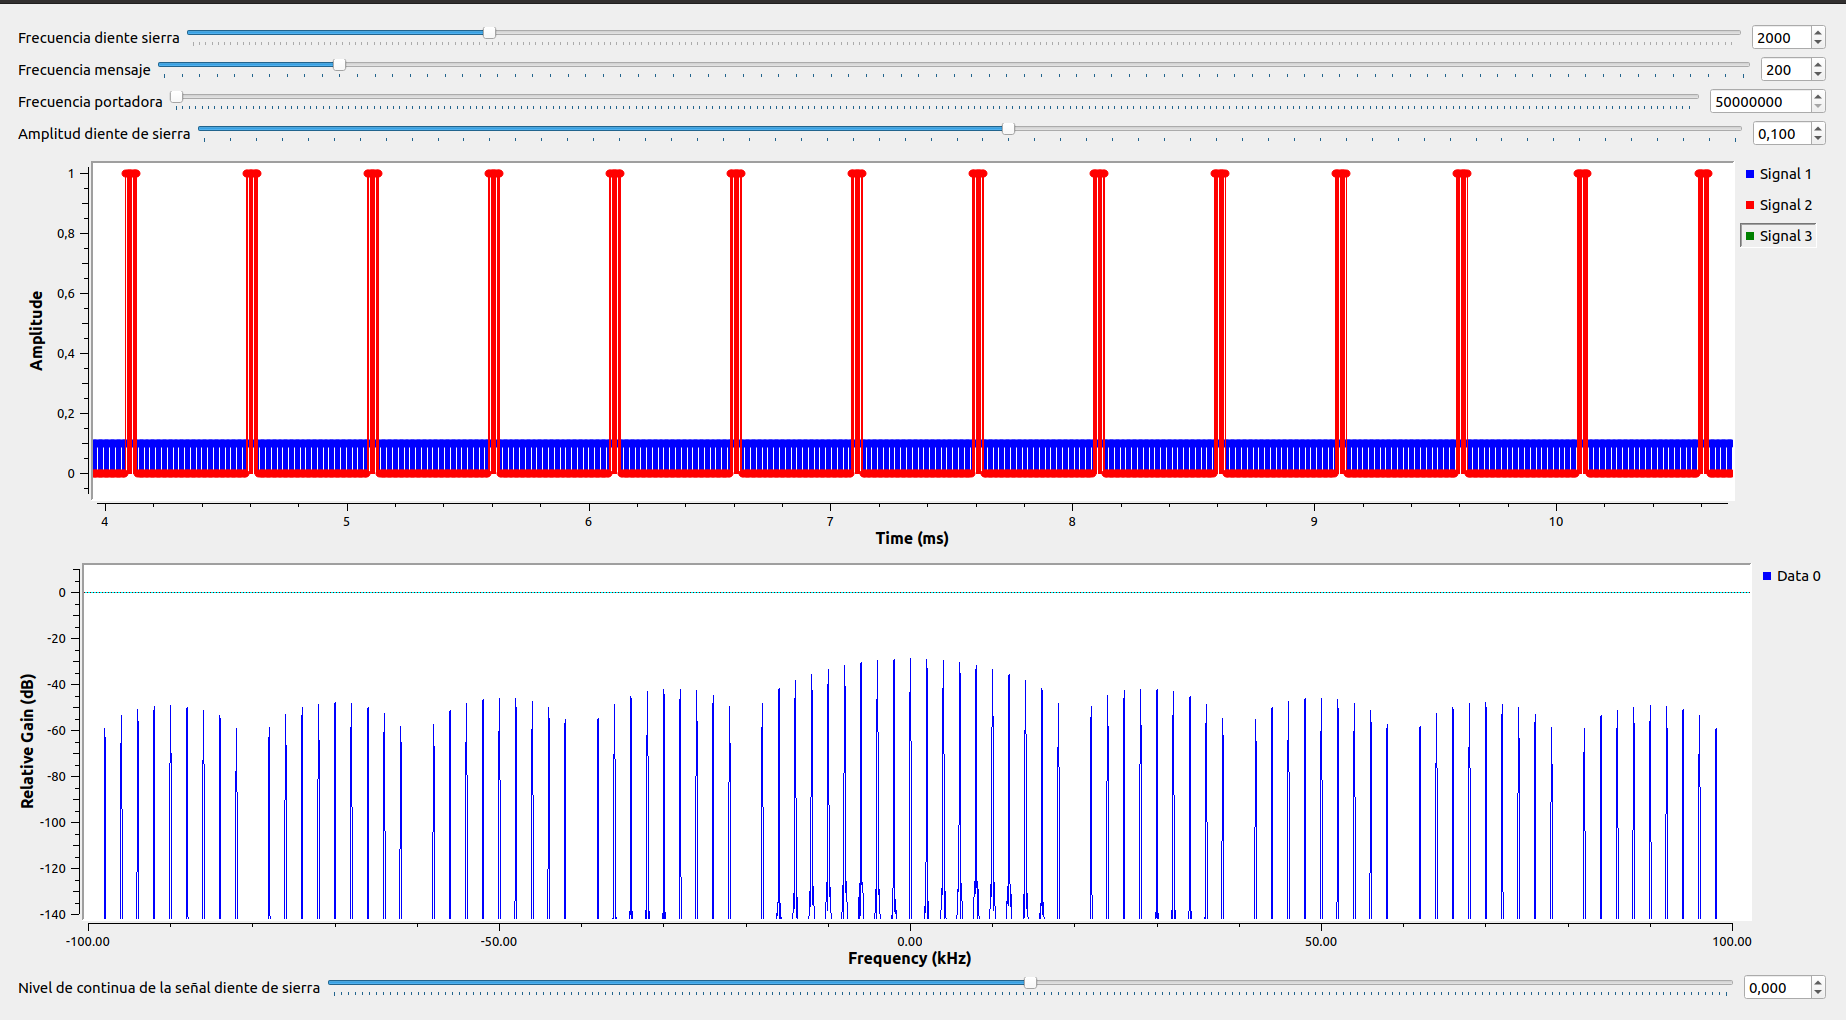 Frecuencia diente sierra 2000
Frecuencia mensaje 200
Frecuencia portadora 50000000
Amplitud diente de sierra 0,100
Signal 1
Signal 2
Signal 3
Amplitude
1
0,8
0,6
0,4
0,2
0
4 5 6 7 8 9 10
Time (ms)
Data 0
Relative Gain (dB)
0
-20
-40
-60
-80
-100
-120
-140
-100.00 -50.00 0.00 50.00 100.00
Frequency (kHz)
Nivel de continua de la señal diente de sierra 0,000